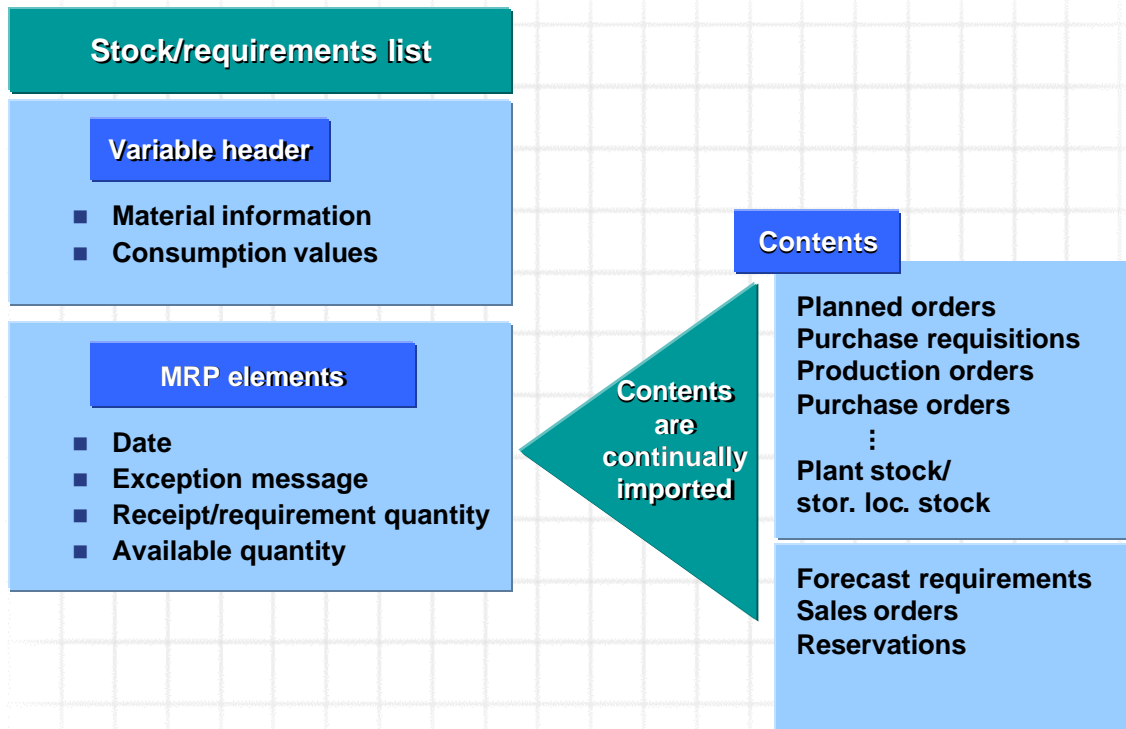 Stock/requirements list
Variable header
■ Material information
■ Consumption values
MRP elements
■ Date
■ Exception message
■ Receipt/requirement quantity
■ Available quantity
Contents
are
continually
imported
Contents
Planned orders
Purchase requisitions
Production orders
Purchase orders
⋮
Plant stock/
stor. loc. stock
Forecast requirements
Sales orders
Reservations